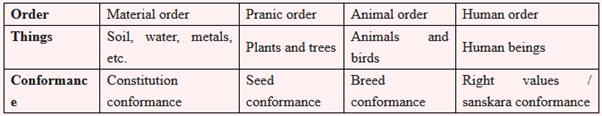 Order Material order Pranic order Animal order Human order
Things Soil, water, metals, etc. Plants and trees Animals and birds Human beings
Conformanc e Constitution conformance Seed conformance Breed conformance Right values / sanskara conformance